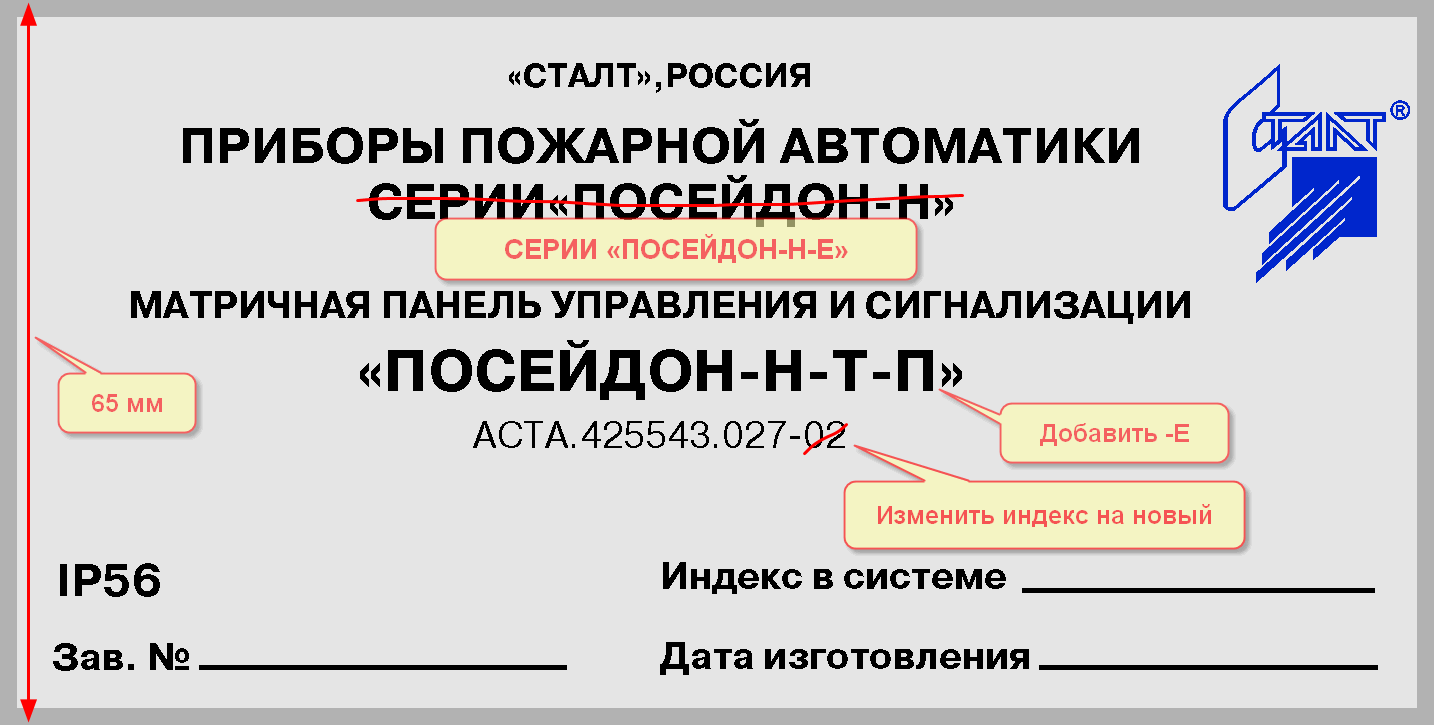 «СТАЛТ», РОССИЯ
Сталт®
ПРИБОРЫ ПОЖАРНОЙ АВТОМАТИКИ
СЕРИИ«ПОСЕЙДОН-Н»
СЕРИИ «ПОСЕЙДОН-Н-Е»
МАТРИЧНАЯ ПАНЕЛЬ УПРАВЛЕНИЯ И СИГНАЛИЗАЦИИ
«ПОСЕЙДОН-Н-Т-П»
65 мм
Добавить -Е
АСТА.425543.027-02
Изменить индекс на новый
IP56
Индекс в системе
Зав. №
Дата изготовления